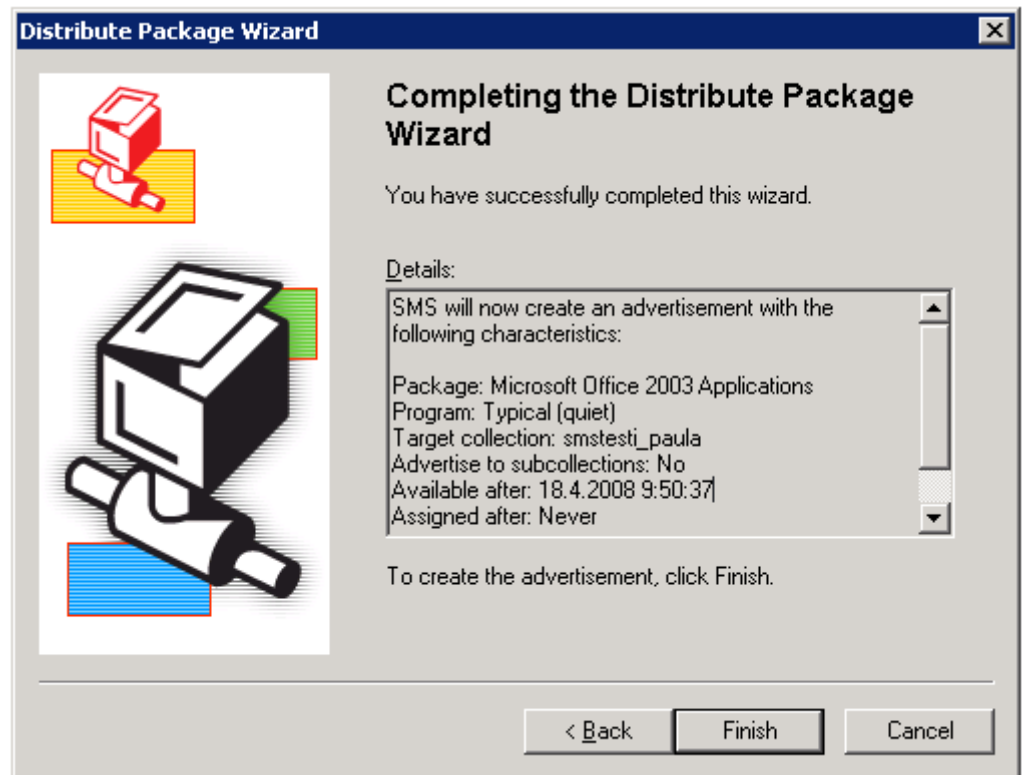 Distribute Package Wizard
Completing the Distribute Package
Wizard
You have successfully completed this wizard.
Details:
SMS will now create an advertisement with the
following characteristics:
Package: Microsoft Office 2003 Applications
Program: Typical (quiet)
Target collection: smstesti_paula
Advertise to subcollections: No
Available after: 18.4.2008 9:50:37
Assigned after: Never
To create the advertisement, click Finish.
< Back
Finish
Cancel